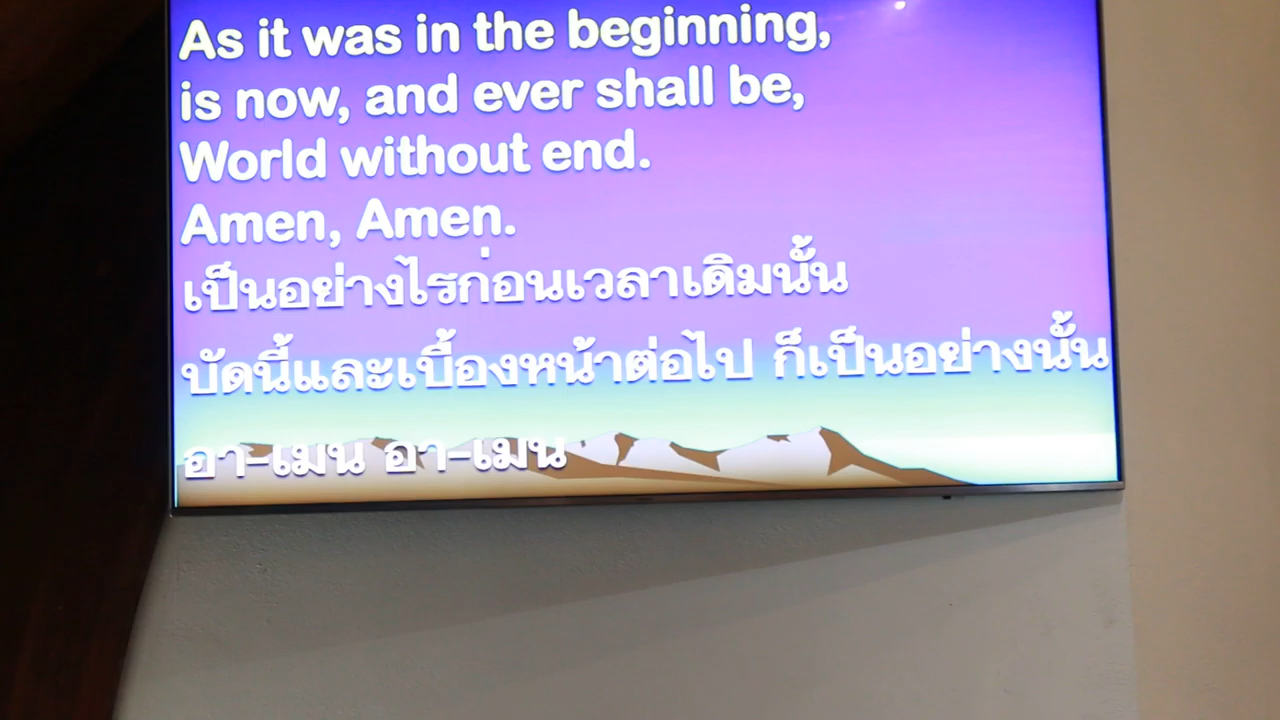 As it was in the beginning,
is now, and ever shall be,
World without end.
Amen, Amen.
เป็นอย่างไรก่อนเวลาเดิมนั้น
บัดนี้และเบื้องหน้าต่อไป ก็เป็นอย่างนั้น
อา-เมน อา-เมน